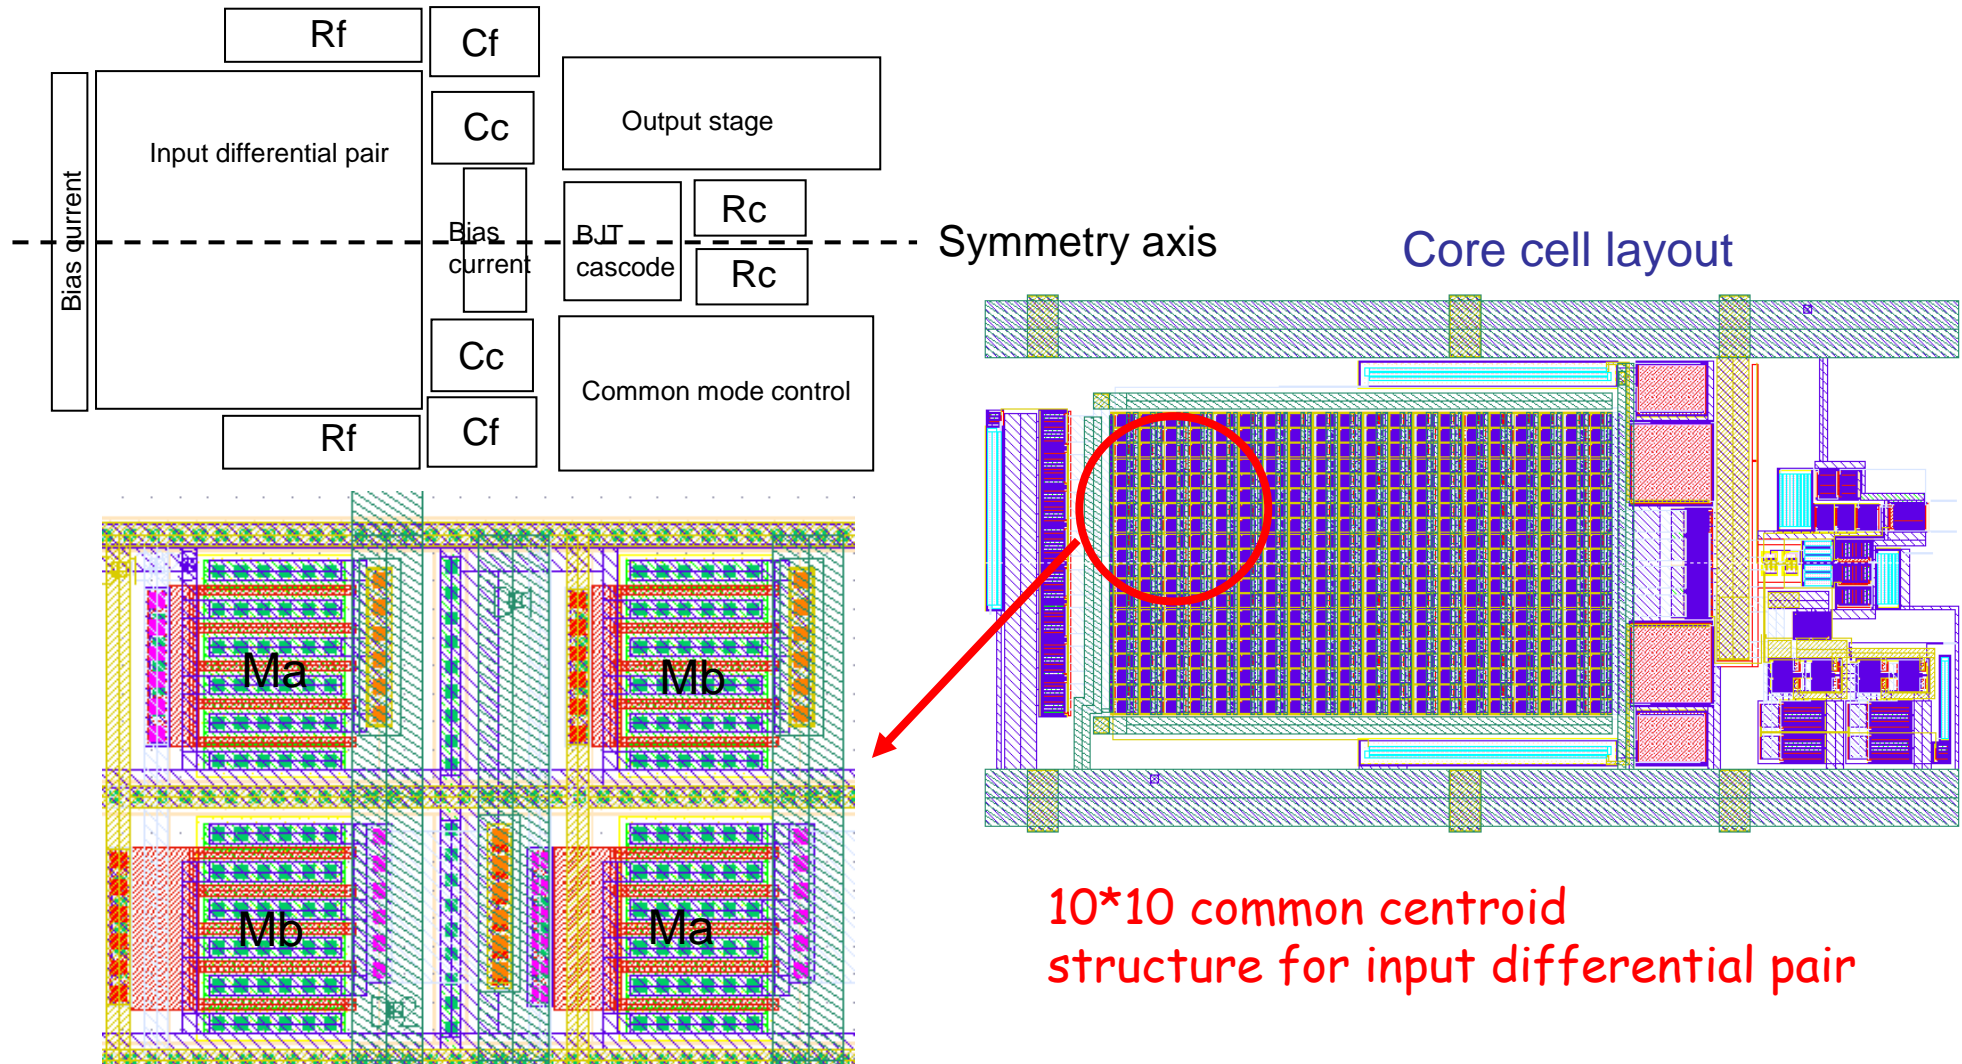 Rf
Cf
Cc
Output stage
Input differential pair
Bias qurrent
Bias
current
BJT
cascode
Rc
Rc
Symmetry axis
Core cell layout
Cc
Common mode control
Rf
Cf
Ma
Mb
Mb
Ma
10*10 common centroid
structure for input differential pair